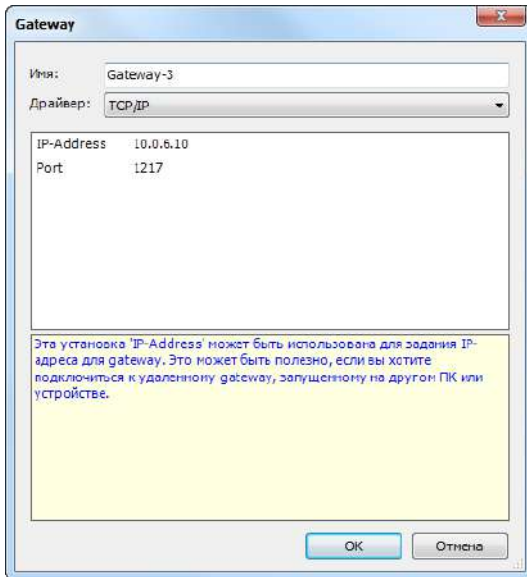 Gateway
Имя: Gateway-3
Драйвер: TCP/IP
IP-Address 10.0.6.10
Port 1217
Эта установка 'IP-Address' может быть использована для задания IP-
адреса для gateway. Это может быть полезно, если вы хотите
подключиться к удаленному gateway, запущенному на другом ПК или
устройстве.
OK Отмена